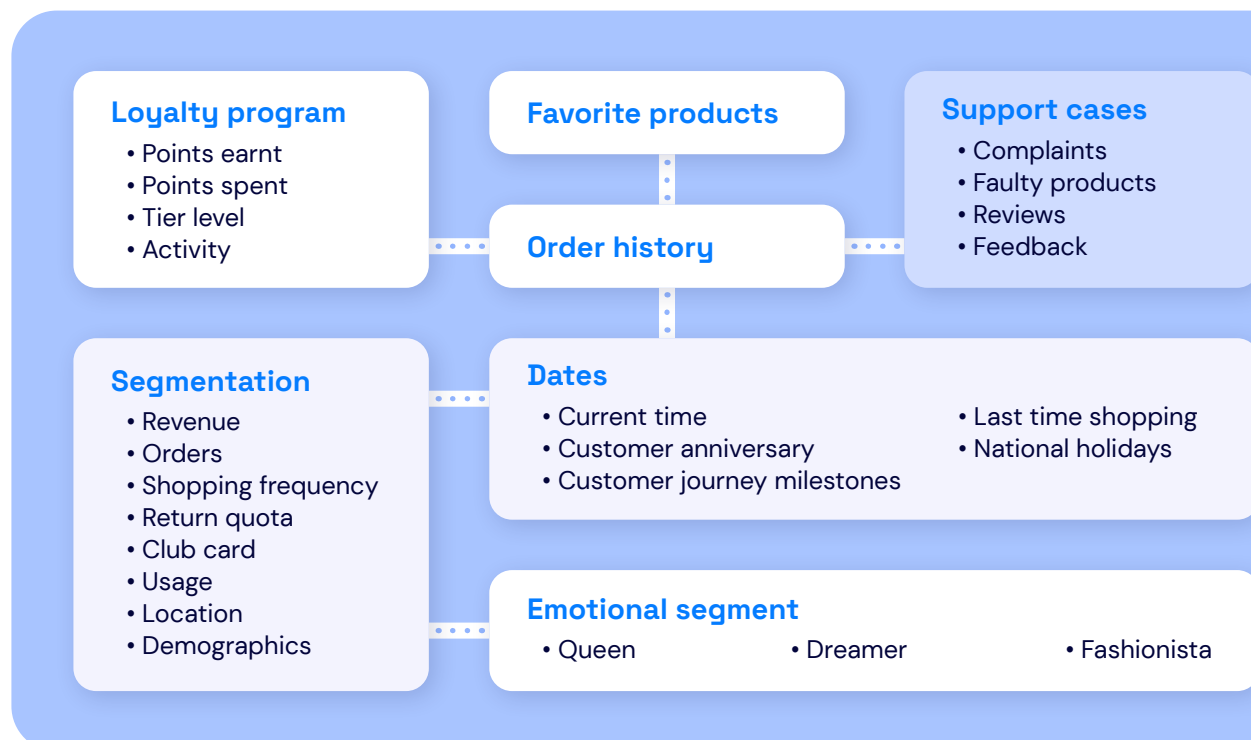 Loyalty program
• Points earnt
• Points spent
• Tier level
• Activity
Favorite products
Order history
Support cases
• Complaints
• Faulty products
• Reviews
• Feedback
Segmentation
• Revenue
• Orders
• Shopping frequency
• Return quota
• Club card
• Usage
• Location
• Demographics
Dates
• Current time
• Customer anniversary
• Customer journey milestones
• Last time shopping
• National holidays
Emotional segment
• Queen • Dreamer • Fashionista